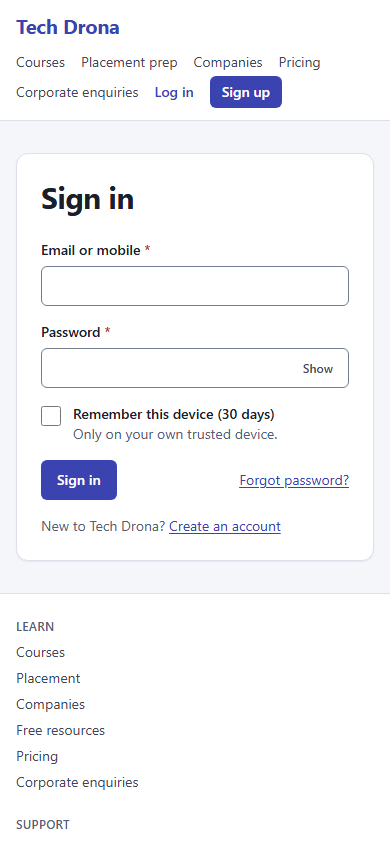 Tech Drona
Courses Placement prep Companies Pricing
Corporate enquiries Log in Sign up
Sign in
Email or mobile *
Password *
Show
Remember this device (30 days)
Only on your own trusted device.
Sign in Forgot password?
New to Tech Drona? Create an account
LEARN
Courses
Placement
Companies
Free resources
Pricing
Corporate enquiries
SUPPORT